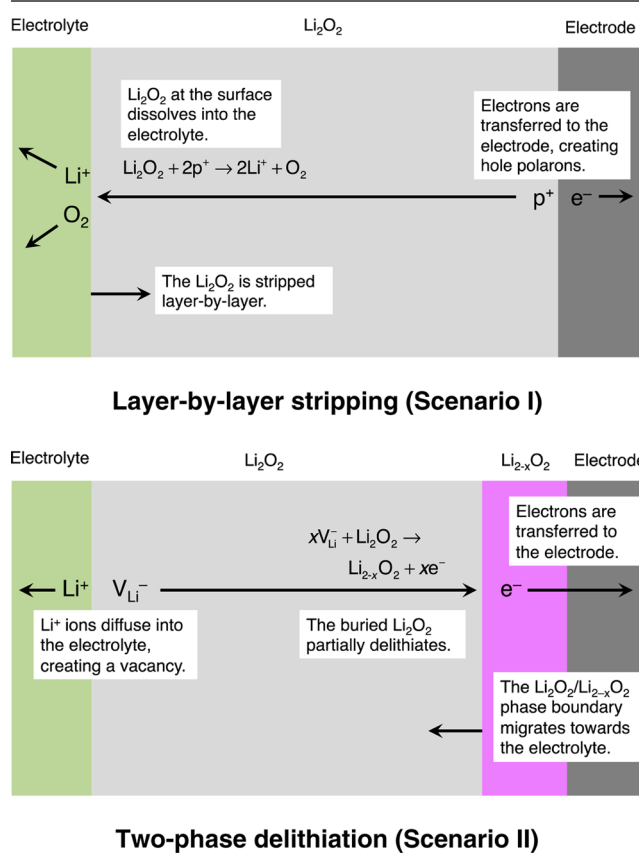 Electrolyte
Li₂O₂
Electrode
Li₂O₂ at the surface
dissolves into the
electrolyte.
Li₂O₂ + 2p⁺ → 2Li⁺ + O₂
Electrons are
transferred to the
electrode, creating
hole polarons.
Li⁺
O₂
p⁺
e⁻
The Li₂O₂ is stripped
layer-by-layer.
Layer-by-layer stripping (Scenario I)
Electrolyte
Li₂O₂
Li₂₋ₓO₂
Electrode
Electrons are
transferred to
the electrode.
xV⁻Li + Li₂O₂ →
Li₂₋ₓO₂ + xe⁻
Li⁺
VLi⁻
e⁻
Li⁺ ions diffuse into
the electrolyte,
creating a vacancy.
The buried Li₂O₂
partially delithiates.
The Li₂O₂/Li₂₋ₓO₂
phase boundary
migrates towards
the electrolyte.
Two-phase delithiation (Scenario II)